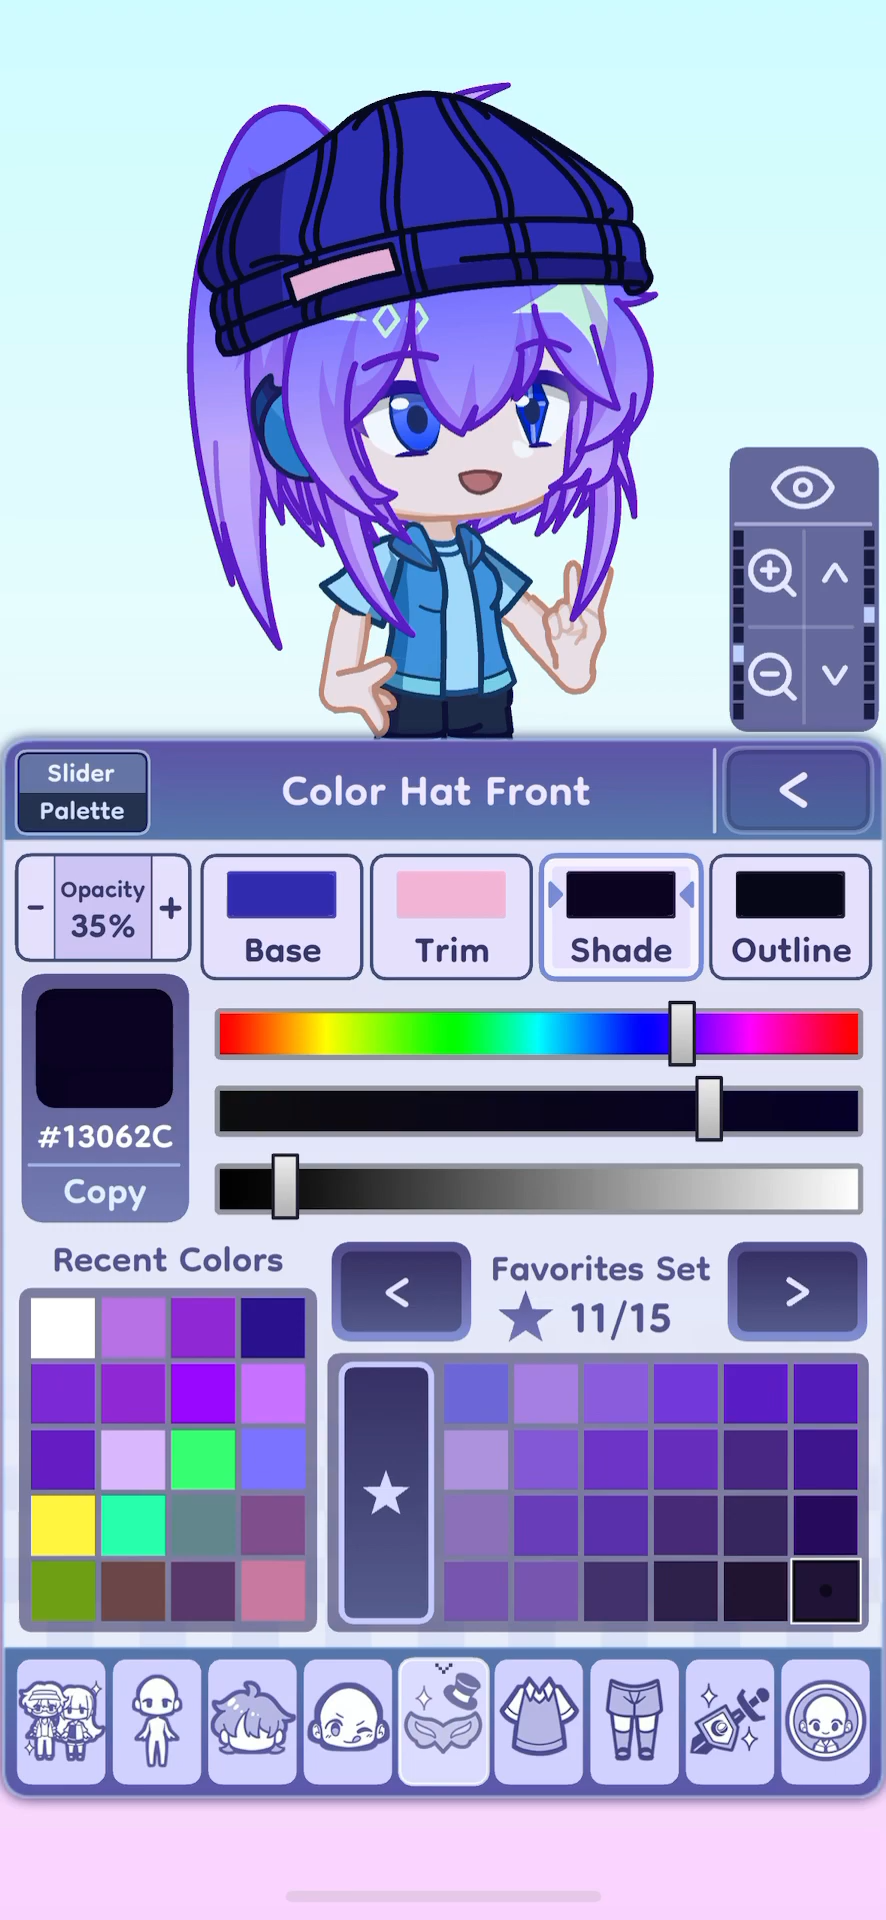 Slider
Palette
Color Hat Front
<
-
Opacity
35%
+
Base
Trim
Shade
Outline
#13062C
Copy
Recent Colors
<
Favorites Set
11/15
>